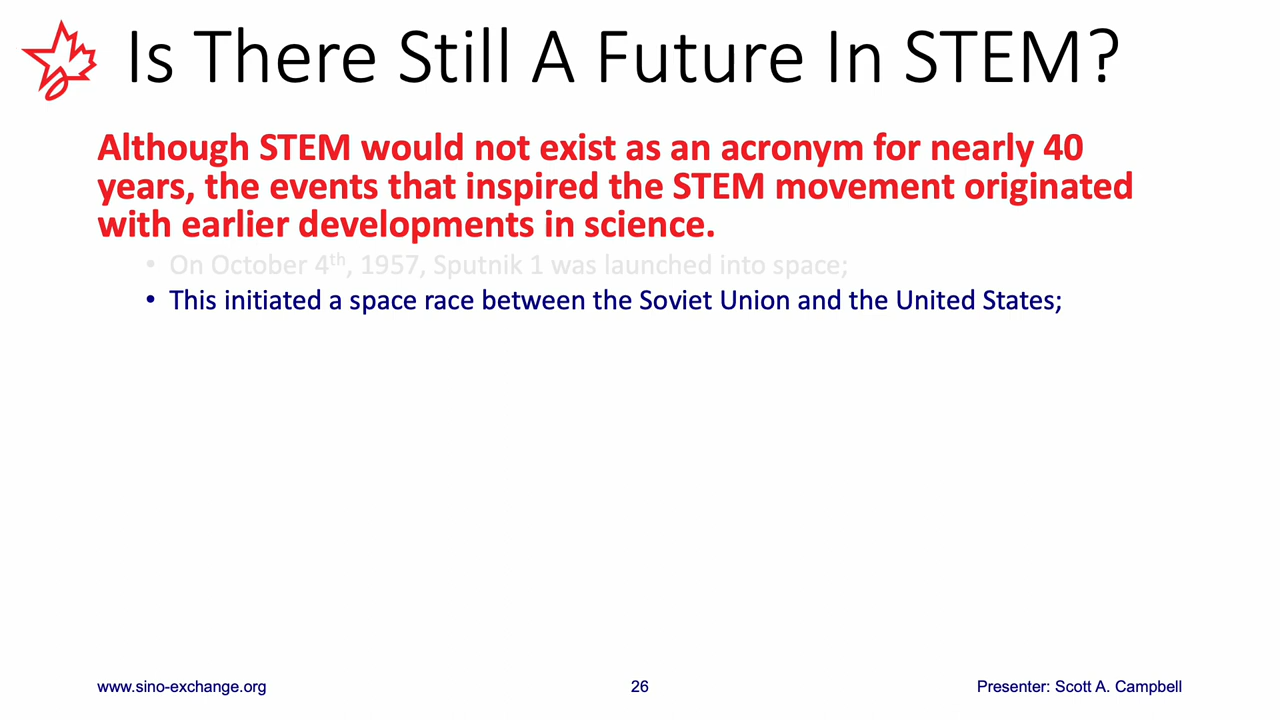 Is There Still A Future In STEM?
Although STEM would not exist as an acronym for nearly 40
years, the events that inspired the STEM movement originated
with earlier developments in science.
• On October 4th, 1957, Sputnik 1 was launched into space;
• This initiated a space race between the Soviet Union and the United States;
www.sino-exchange.org
26
Presenter: Scott A. Campbell